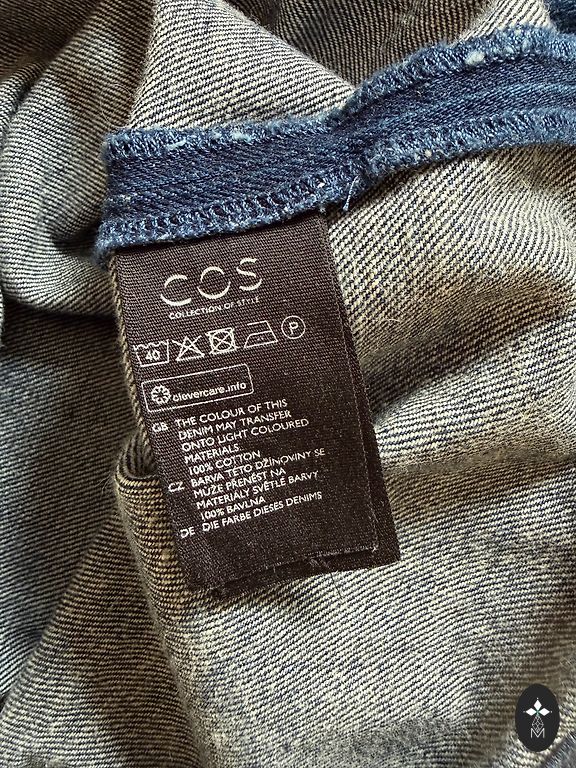 COS
COLLECTION OF STYLE
40 P
clevercare.info
GB THE COLOUR OF THIS
DENIM MAY TRANSFER
ONTO LIGHT COLOURED
MATERIALS.
100% COTTON
CZ BARVA TÉTO DŽÍNOVINY SE
MŮŽE PŘENÉST NA
MATERIÁLY SVĚTLÉ BARVY
100% BAVLNA
DE DIE FARBE DIESES DENIMS
M